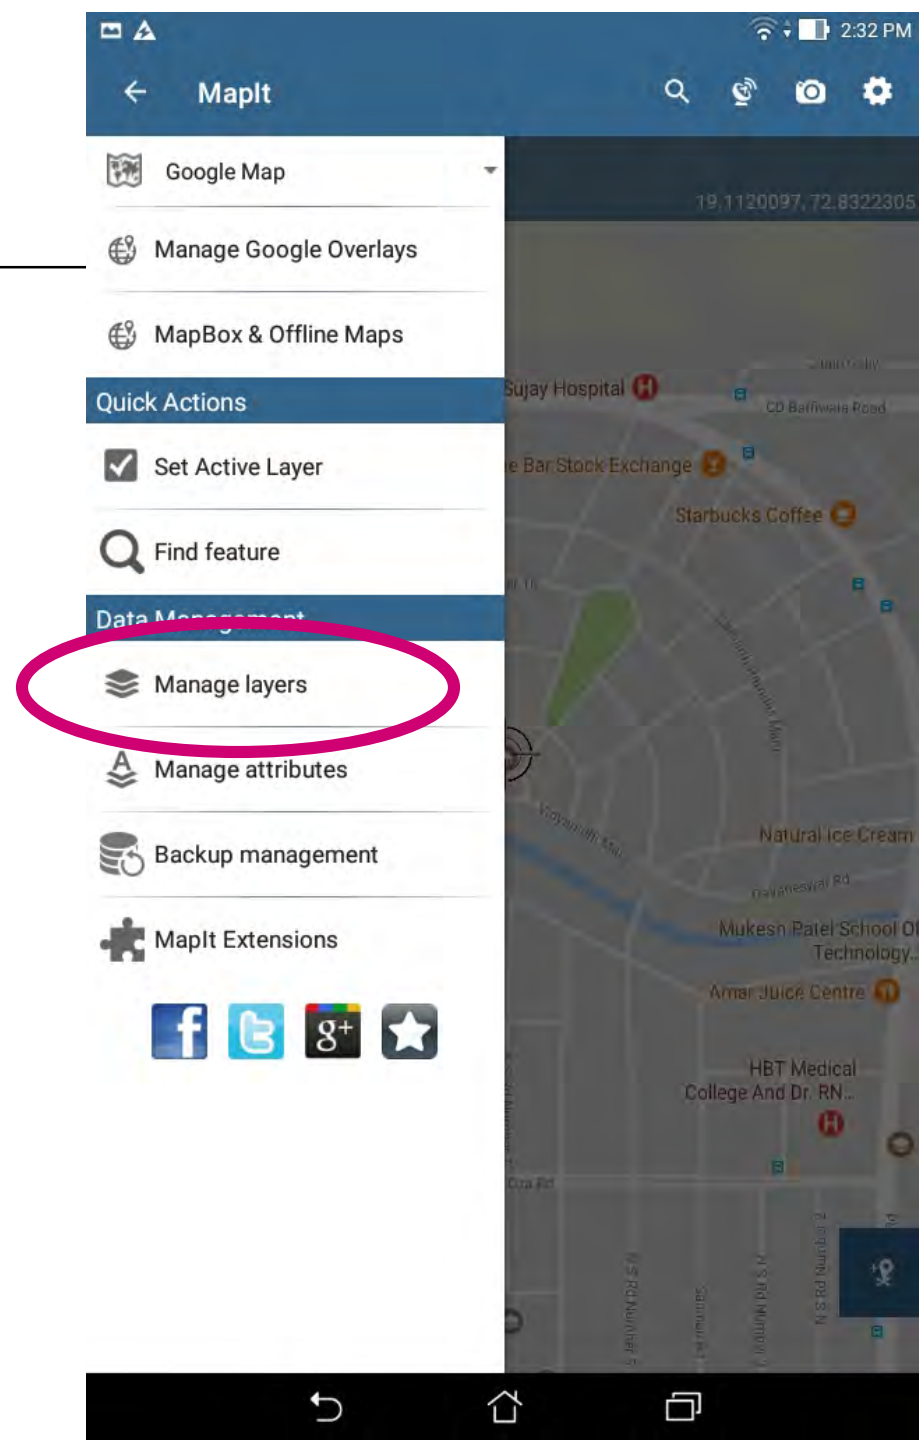 2:32 PM
MapIt
Google Map
19.1120097, 72.8322305
Manage Google Overlays
MapBox & Offline Maps
Sujay Hospital
H
Quick Actions
Set Active Layer
Bar Stock Exchange
Starbucks Coffee
Find feature
Data Management
Manage layers
Manage attributes
Natural Ice Cream
Backup management
Mukesh Patel School Of
Technology..
MapIt Extensions
Amar Juice Centre
f
t
g+
HBT Medical
College And Dr. RN..
H
N S Rd Number 5